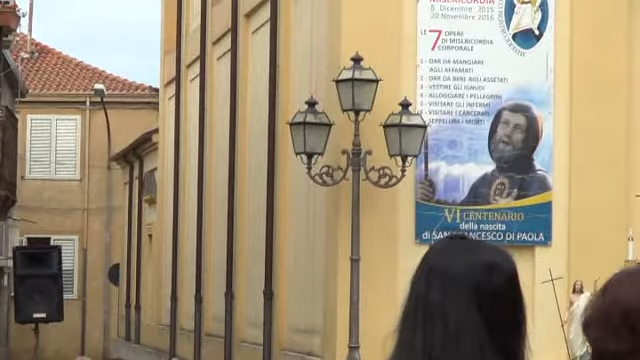 MISERICORDIA
8 Dicembre 2015
20 Novembre 2016
LE 7 OPERE
DI MISERICORDIA
CORPORALE
1 - DAR DA MANGIARE
AGLI AFFAMATI
2 - DAR DA BERE AGLI ASSETATI
3 - VESTIRE GLI IGNUDI
4 - ALLOGGIARE I PELLEGRINI
5 - VISITARE GLI INFERMI
6 - VISITARE I CARCERATI
SEPPELLIRE I MORTI
VI CENTENARIO
della nascita
di SAN FRANCESCO DI PAOLA